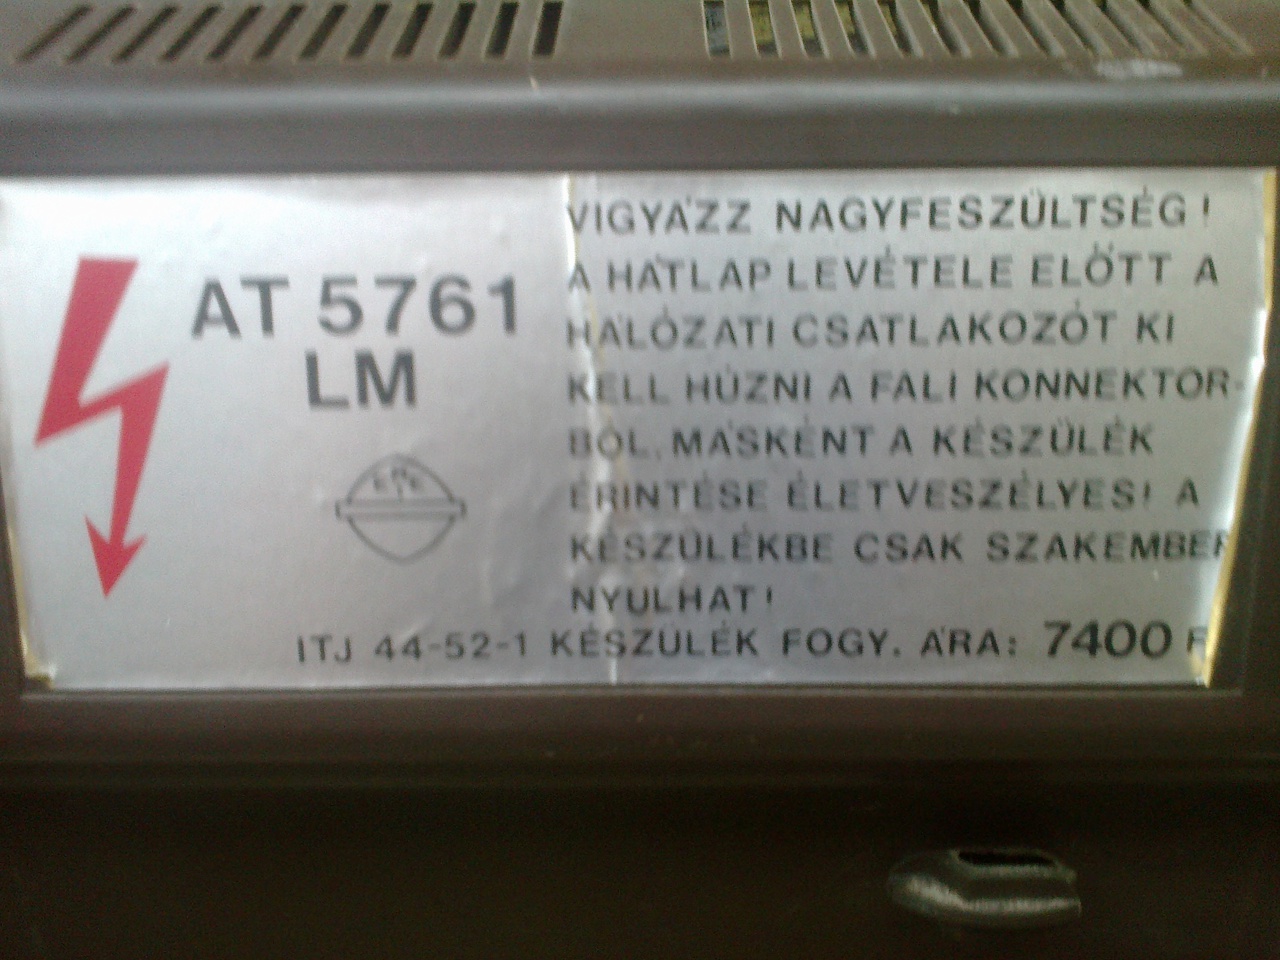 AT 5761
LM
VIGYÁZZ NAGYFESZÜLTSÉG!
A HÁTLAP LEVÉTELE ELŐTT A
HÁLÓZATI CSATLAKOZÓT KI
KELL HÚZNI A FALI KONNEKTOR-
BÓL, MÁSKÉNT A KÉSZÜLÉK
ÉRINTÉSE ÉLETVESZÉLYES! A
KÉSZÜLÉKBE CSAK SZAKEMBER
NYULHAT!
ITJ 44-52-1 KÉSZÜLÉK FOGY. ÁRA: 7400 F